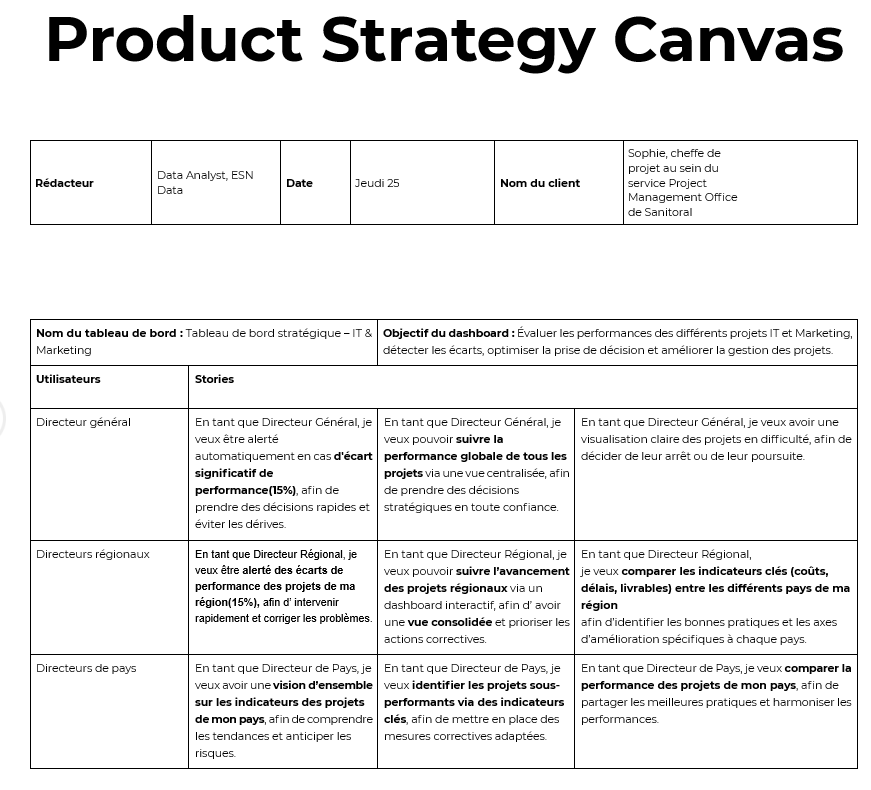 Product Strategy Canvas
Rédacteur
Data Analyst, ESN
Data
Date
Jeudi 25
Nom du client
Sophie, cheffe de
projet au sein du
service Project
Management Office
de Sanitoral
Nom du tableau de bord : Tableau de bord stratégique – IT &
Marketing
Objectif du dashboard : Évaluer les performances des différents projets IT et Marketing,
détecter les écarts, optimiser la prise de décision et améliorer la gestion des projets.
Utilisateurs
Stories
Directeur général
En tant que Directeur Général, je
veux être alerté
automatiquement en cas d'écart
significatif de
performance(15%), afin de
prendre des décisions rapides et
éviter les dérives.
En tant que Directeur Général, je
veux pouvoir suivre la
performance globale de tous les
projets via une vue centralisée, afin
de prendre des décisions
stratégiques en toute confiance.
En tant que Directeur Général, je veux avoir une
visualisation claire des projets en difficulté, afin de
décider de leur arrêt ou de leur poursuite.
Directeurs régionaux
En tant que Directeur Régional, je
veux être alerté des écarts de
performance des projets de ma
région(15%), afin d' intervenir
rapidement et corriger les problèmes.
En tant que Directeur Régional, je
veux pouvoir suivre l'avancement
des projets régionaux via un
dashboard interactif, afin d' avoir
une vue consolidée et prioriser les
actions correctives.
En tant que Directeur Régional,
je veux comparer les indicateurs clés (coûts,
délais, livrables) entre les différents pays de ma
région
afin d'identifier les bonnes pratiques et les axes
d'amélioration spécifiques à chaque pays.
Directeurs de pays
En tant que Directeur de Pays, je
veux avoir une vision d'ensemble
sur les indicateurs des projets
de mon pays, afin de comprendre
les tendances et anticiper les
risques.
En tant que Directeur de Pays, je
veux identifier les projets sous-
performants via des indicateurs
clés, afin de mettre en place des
mesures correctives adaptées.
En tant que Directeur de Pays, je veux comparer la
performance des projets de mon pays, afin de
partager les meilleures pratiques et harmoniser les
performances.